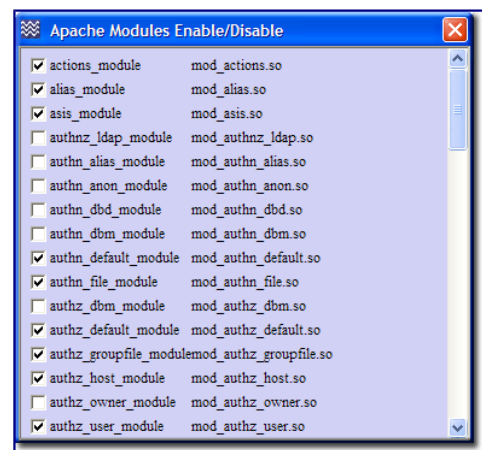 Apache Modules Enable/Disable
actions_module mod_actions.so
alias_module mod_alias.so
asis_module mod_asis.so
authnz_ldap_module mod_authnz_ldap.so
authn_alias_module mod_authn_alias.so
authn_anon_module mod_authn_anon.so
authn_dbd_module mod_authn_dbd.so
authn_dbm_module mod_authn_dbm.so
authn_default_module mod_authn_default.so
authn_file_module mod_authn_file.so
authz_dbm_module mod_authz_dbm.so
authz_default_module mod_authz_default.so
authz_groupfile_modulemod_authz_groupfile.so
authz_host_module mod_authz_host.so
authz_owner_module mod_authz_owner.so
authz_user_module mod_authz_user.so